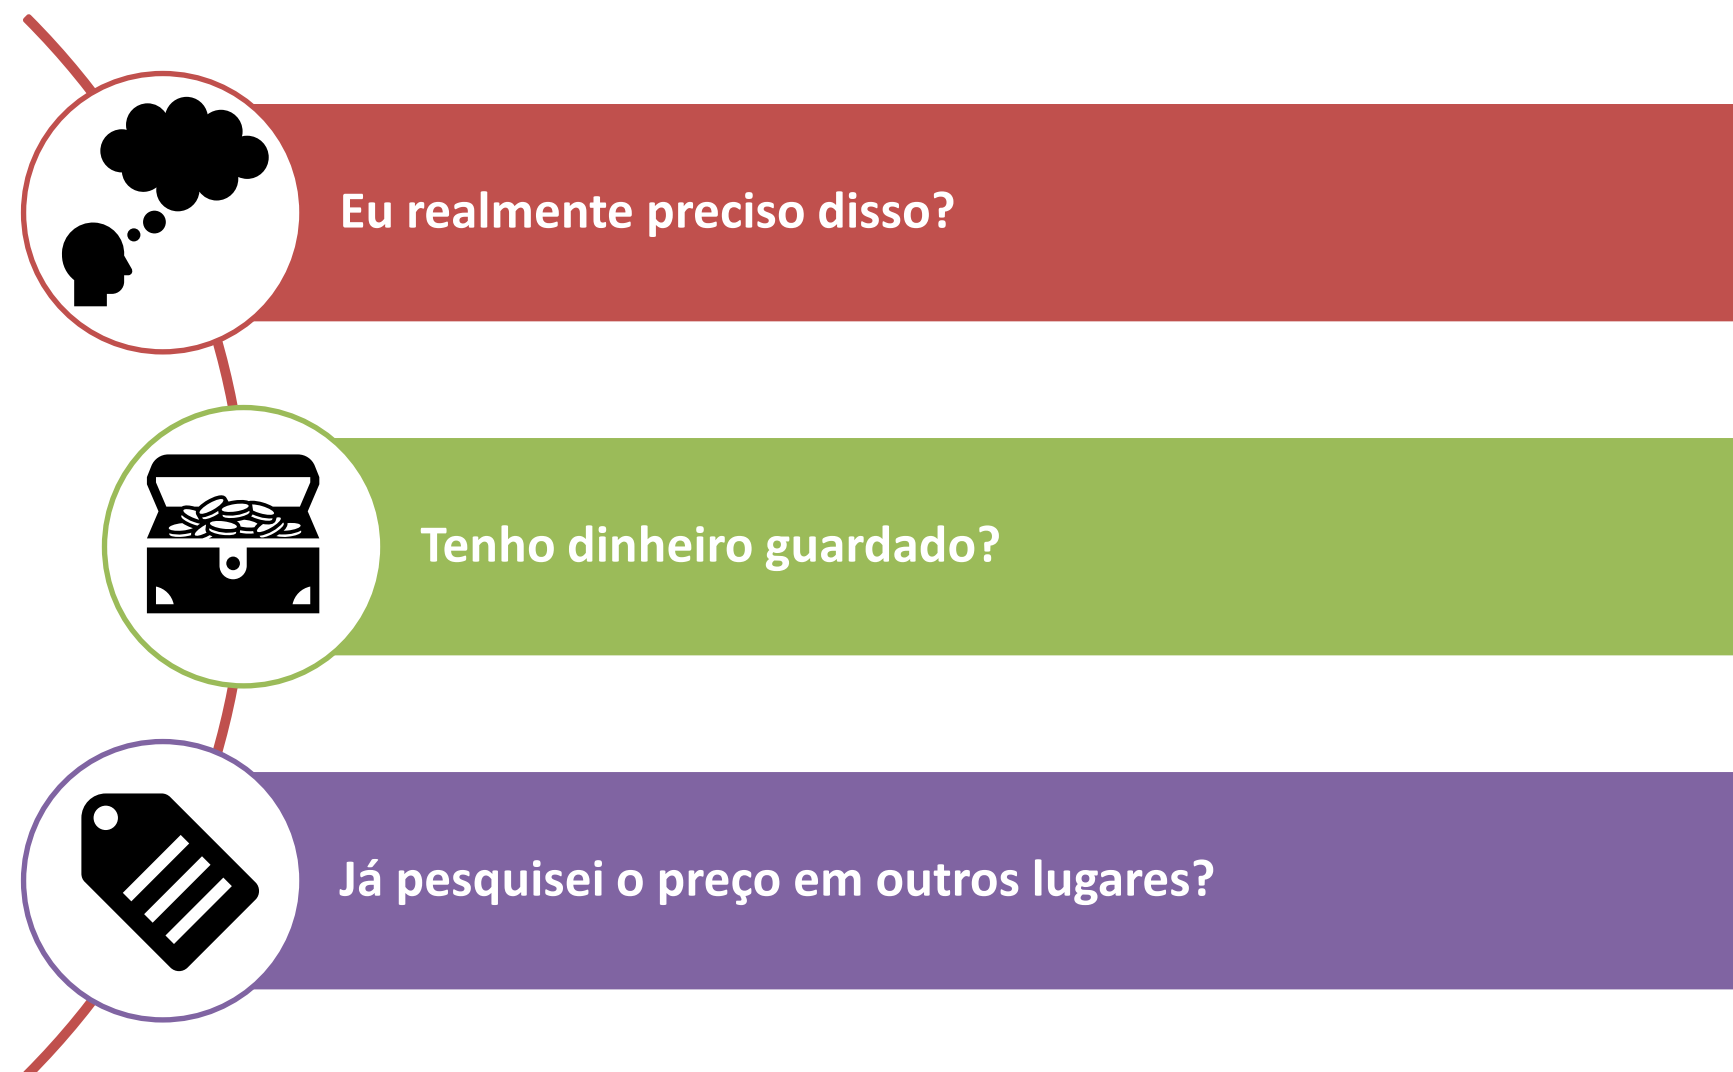 Eu realmente preciso disso?
Tenho dinheiro guardado?
Já pesquisei o preço em outros lugares?